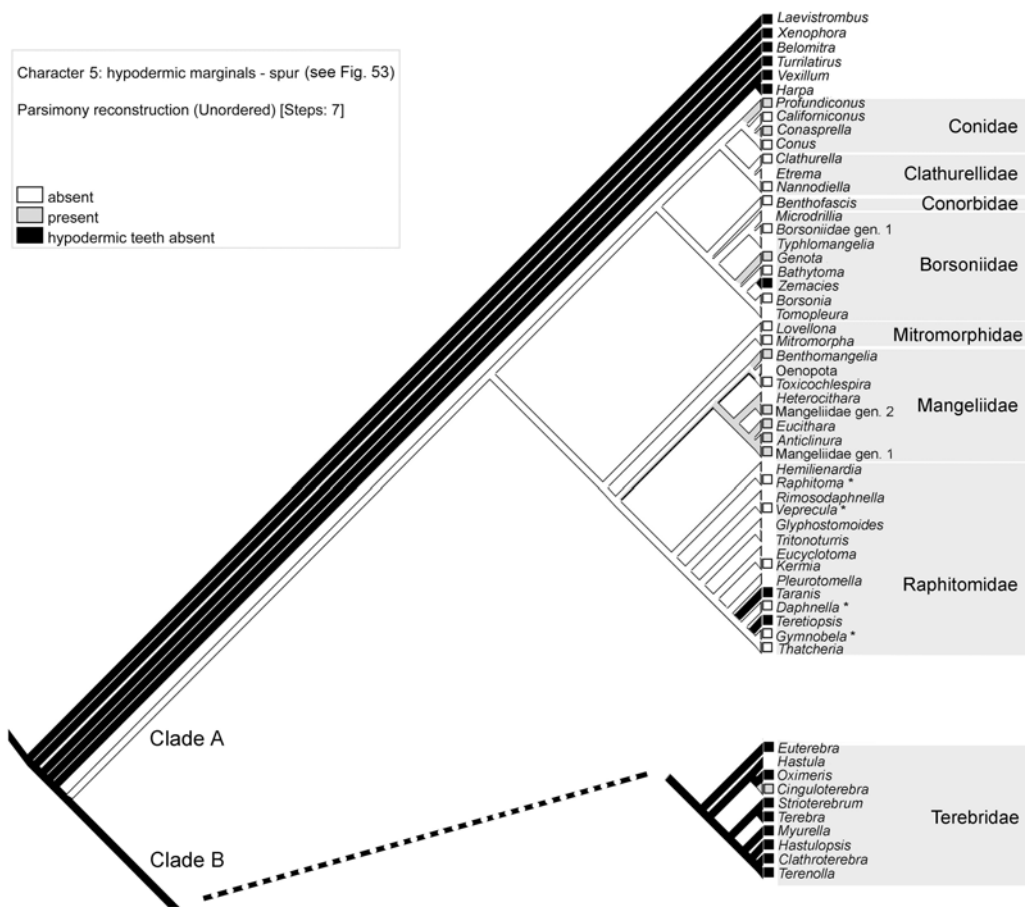 Character 5: hypodermic marginals - spur (see Fig. 53)
Parsimony reconstruction (Unordered) [Steps: 7]
absent
present
hypodermic teeth absent
Laevistrombus
Xenophora
Belomitra
Turrilatirus
Vexillum
Harpa
Profundiconus
Californiconus
Conasprella
Conus
Conidae
Clathurella
Etrema
Nannodiella
Clathurellidae
Benthofascis
Conorbidae
Microdrillia
Borsoniidae gen. 1
Typhlomangelia
Genota
Bathytoma
Zemacies
Borsonia
Tomopleura
Borsoniidae
Lovellona
Mitromorpha
Mitromorphidae
Benthomangelia
Oenopota
Toxicochlespira
Heterocithara
Mangeliidae gen. 2
Eucithara
Anticlinura
Mangeliidae gen. 1
Mangeliidae
Hemilienardia
Raphitoma *
Rimosodaphnella
Veprecula *
Glyphostomoides
Tritonoturris
Eucyclotoma
Kermia
Pleurotomella
Taranis
Daphnella *
Teretiopsis
Gymnobela *
Thatcheria
Raphitomidae
Clade A
Clade B
Euterebra
Hastula
Oximeris
Cinguloterebra
Strioterebrum
Terebra
Myurella
Hastulopsis
Clathroterebra
Terenolla
Terebridae